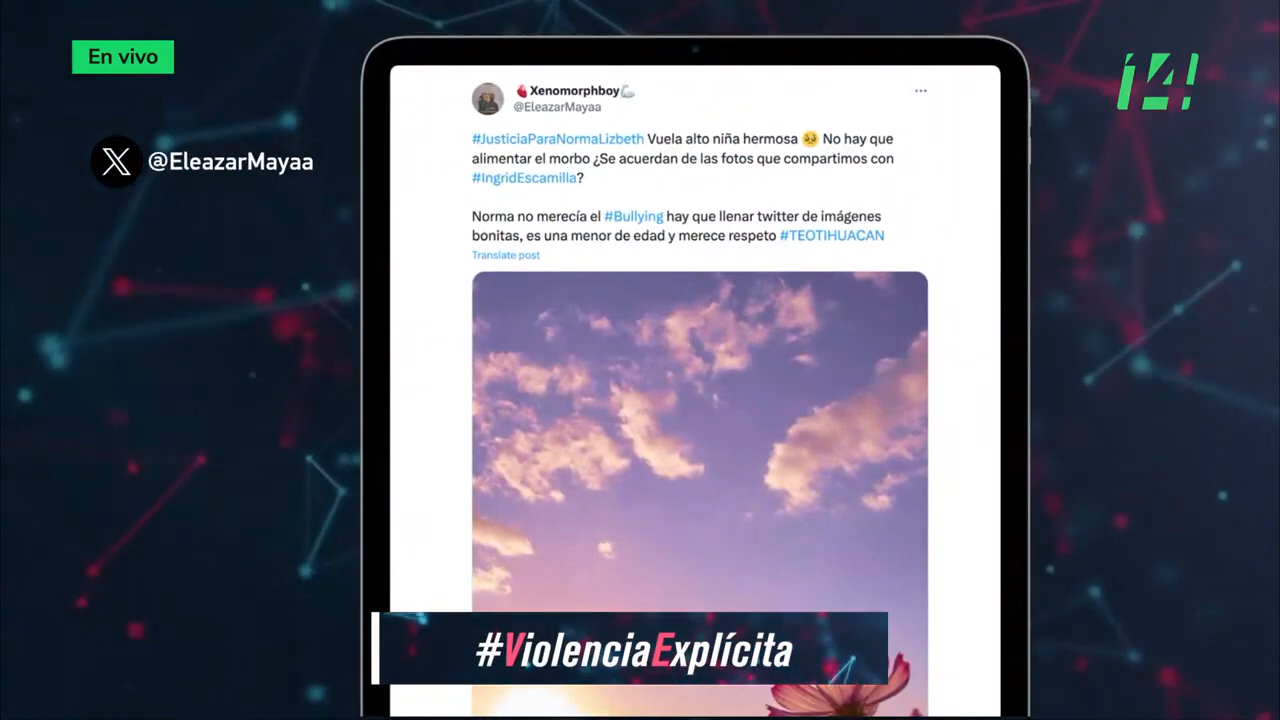 En vivo
14
@EleazarMayaa
Xenomorphboy
@EleazarMayaa
#JusticiaParaNormaLizbeth Vuela alto niña hermosa 🥺 No hay que
alimentar el morbo ¿Se acuerdan de las fotos que compartimos con
#IngridEscamilla?
Norma no merecía el #Bullying hay que llenar twitter de imágenes
bonitas, es una menor de edad y merece respeto #TEOTIHUACAN
Translate post
#ViolenciaExplícita